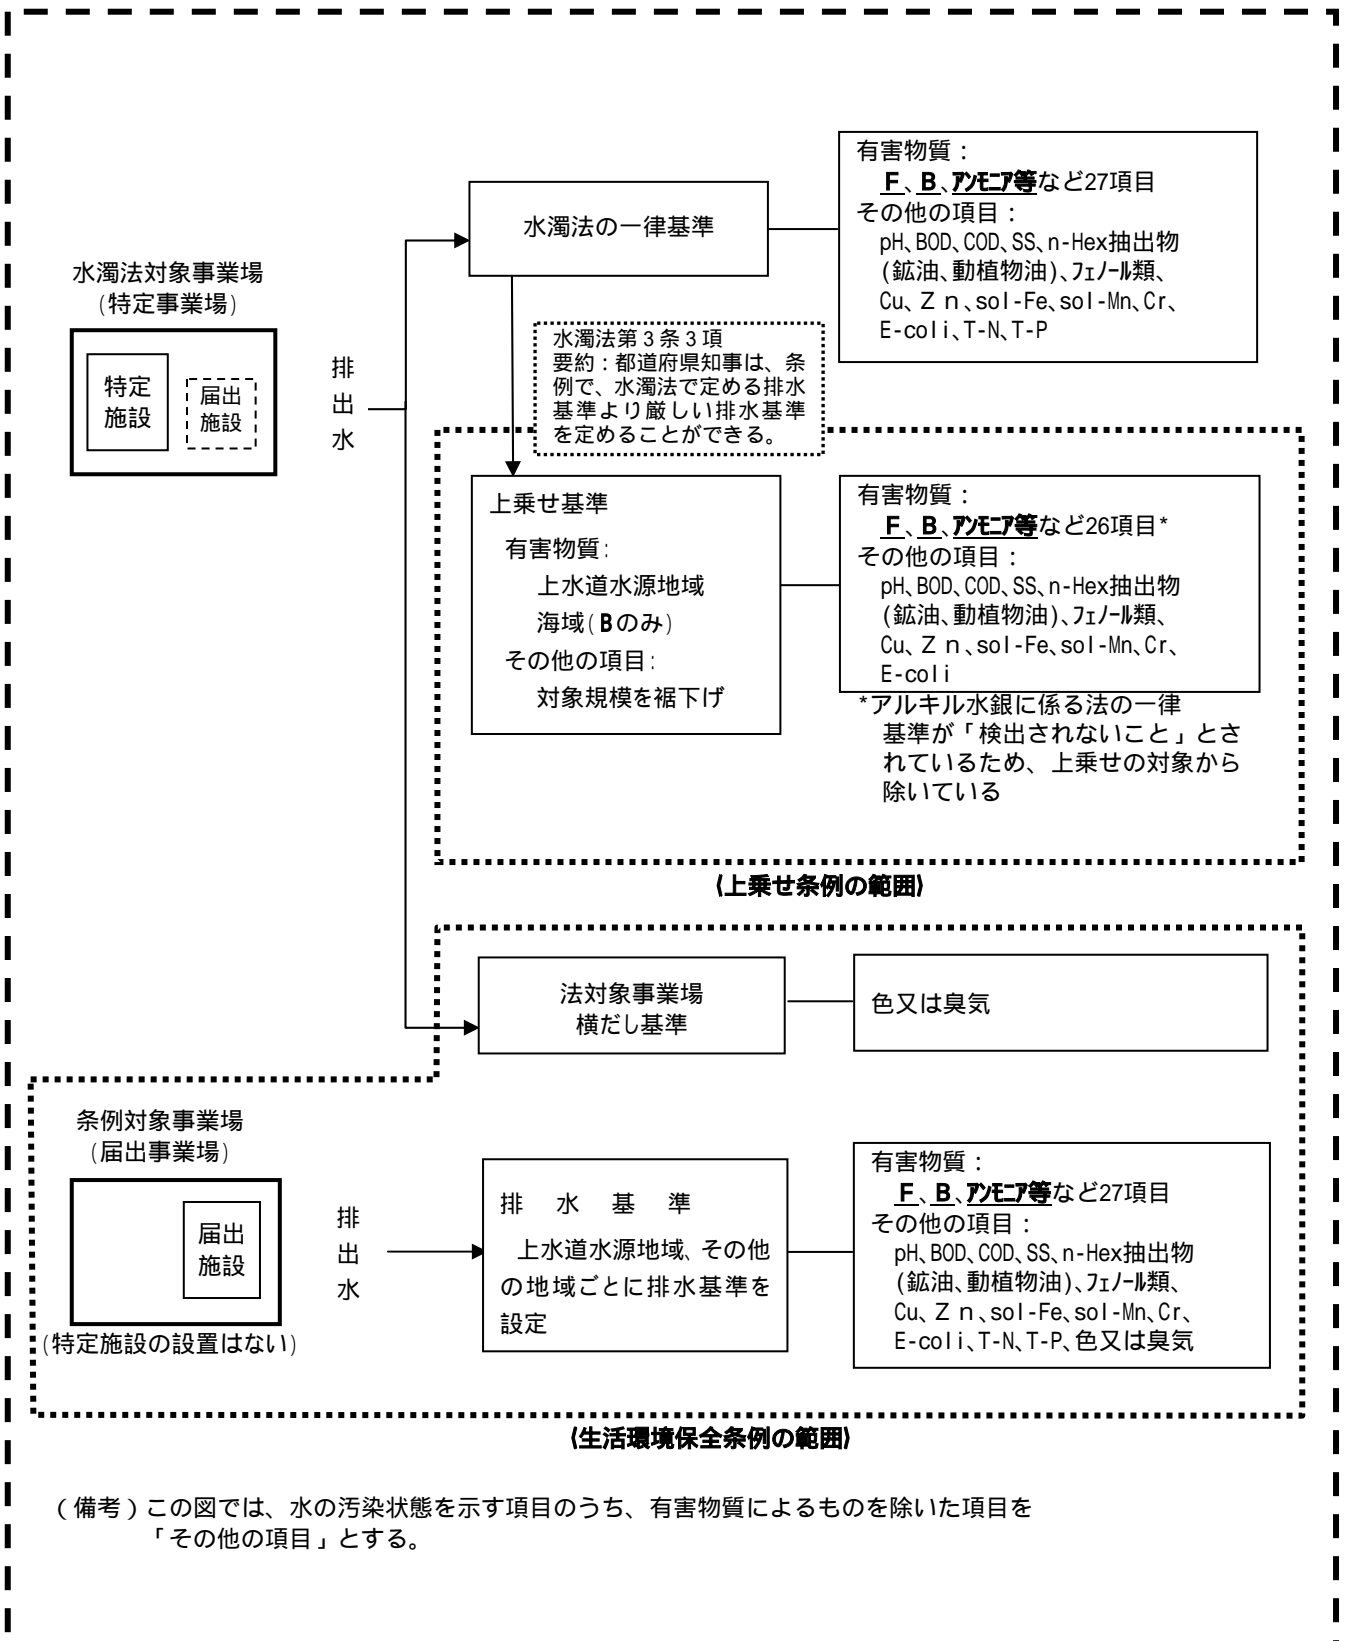 水濁法対象事業場
(特定事業場)
特定
施設
届出
施設
排
出
水
水濁法の一律基準
有害物質：
F、B、ｱﾝﾓﾆｱ等など27項目
その他の項目：
pH、BOD、COD、SS、n-Hex抽出物
(鉱油、動植物油)、ﾌｪﾉｰﾙ類、
Cu、Ｚｎ、sol-Fe、sol-Mn、Cr、
E-coli、T-N、T-P
水濁法第３条３項
要約：都道府県知事は、条
例で、水濁法で定める排水
基準より厳しい排水基準
を定めることができる。
上乗せ基準
有害物質:
上水道水源地域
海域(Bのみ)
その他の項目:
対象規模を裾下げ
有害物質：
F、B、ｱﾝﾓﾆｱ等など26項目*
その他の項目：
pH、BOD、COD、SS、n-Hex抽出物
(鉱油、動植物油)、ﾌｪﾉｰﾙ類、
Cu、Ｚｎ、sol-Fe、sol-Mn、Cr、
E-coli
*アルキル水銀に係る法の一律
基準が「検出されないこと」とさ
れているため、上乗せの対象から
除いている
(上乗せ条例の範囲)
法対象事業場
横だし基準
色又は臭気
条例対象事業場
(届出事業場)
届出
施設
(特定施設の設置はない)
排
出
水
排　水　基　準
上水道水源地域、その他
の地域ごとに排水基準を
設定
有害物質：
F、B、ｱﾝﾓﾆｱ等など27項目
その他の項目：
pH、BOD、COD、SS、n-Hex抽出物
(鉱油、動植物油)、ﾌｪﾉｰﾙ類、
Cu、Ｚｎ、sol-Fe、sol-Mn、Cr、
E-coli、T-N、T-P、色又は臭気
(生活環境保全条例の範囲)
（備考）この図では、水の汚染状態を示す項目のうち、有害物質によるものを除いた項目を
「その他の項目」とする。